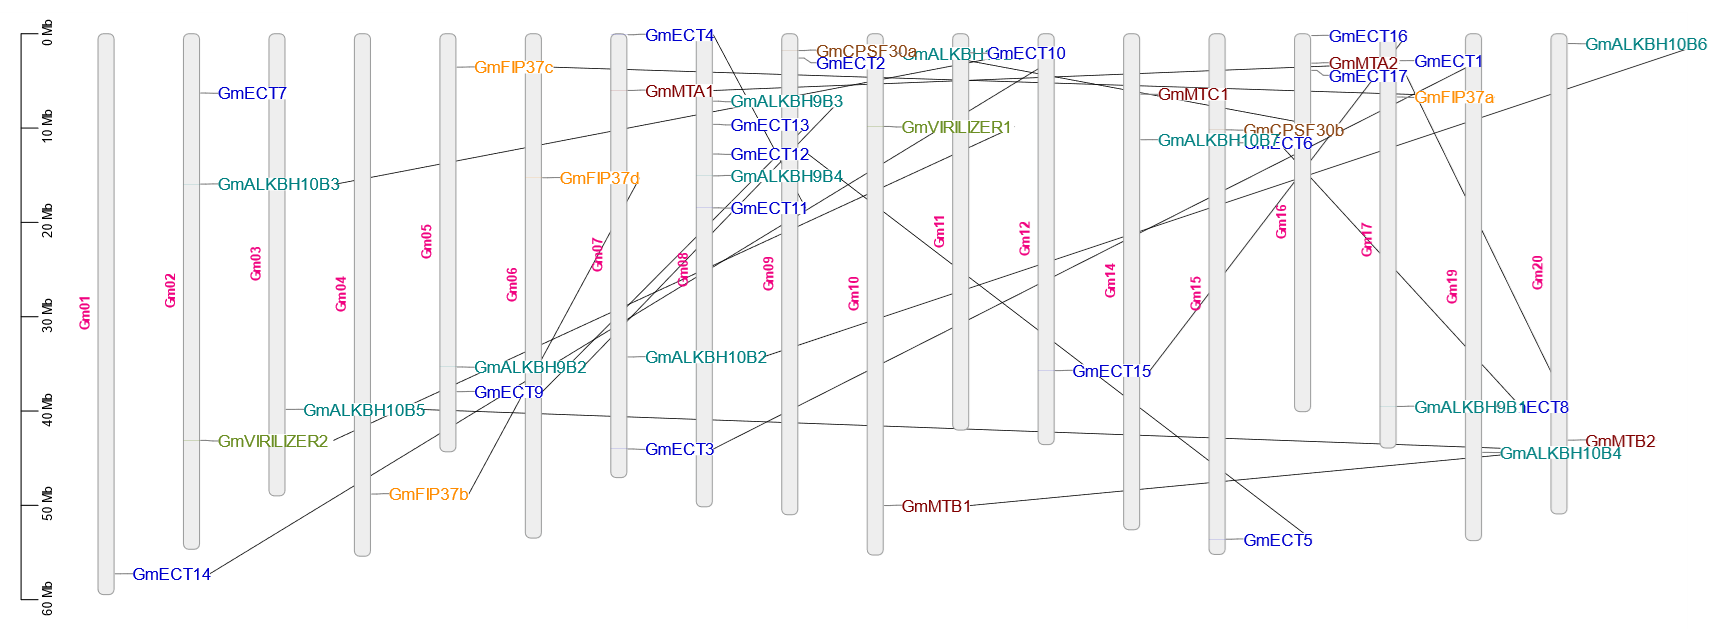 0 Mb
10 Mb
20 Mb
30 Mb
40 Mb
50 Mb
60 Mb
Gm01
GmECT14
Gm02
GmECT7
GmALKBH10B3
GmVIRILIZER2
Gm03
GmALKBH10B5
Gm04
GmFIP37b
Gm05
GmFIP37c
GmALKBH9B2
GmECT9
Gm06
GmFIP37d
Gm07
GmECT4
GmMTA1
GmALKBH10B2
GmECT3
Gm08
GmALKBH9B3
GmECT13
GmECT12
GmALKBH9B4
GmECT11
Gm09
GmCPSF30a
GmECT2
Gm10
GmVIRILIZER1
GmMTB1
Gm11
GmECT10
Gm12
GmECT15
Gm14
GmMTC1
GmALKBH10B7
Gm15
GmCPSF30b
GmECT6
GmECT5
Gm16
GmECT16
GmMTA2
GmECT17
Gm17
GmECT1
GmFIP37a
GmALKBH9B1
Gm19
GmALKBH10B4
Gm20
GmALKBH10B6
GmMTB2